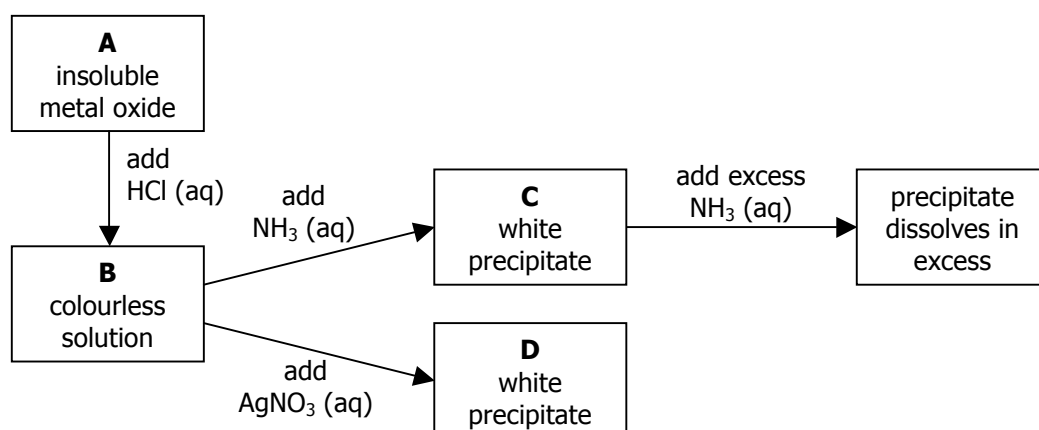 A
insoluble
metal oxide
add
HCl (aq)
B
colourless
solution
add
NH₃ (aq)
C
white
precipitate
add excess
NH₃ (aq)
precipitate
dissolves in
excess
add
AgNO₃ (aq)
D
white
precipitate